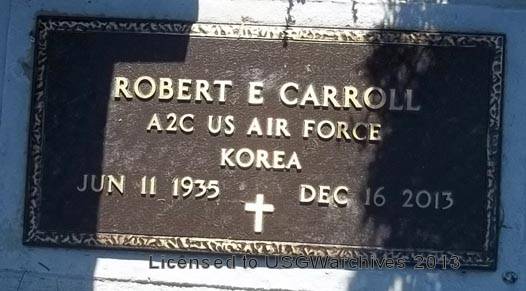 ROBERT E CARROLL
A2C US AIR FORCE
KOREA
JUN 11 1935 DEC 16 2013
Licensed to USGWarchives 2013